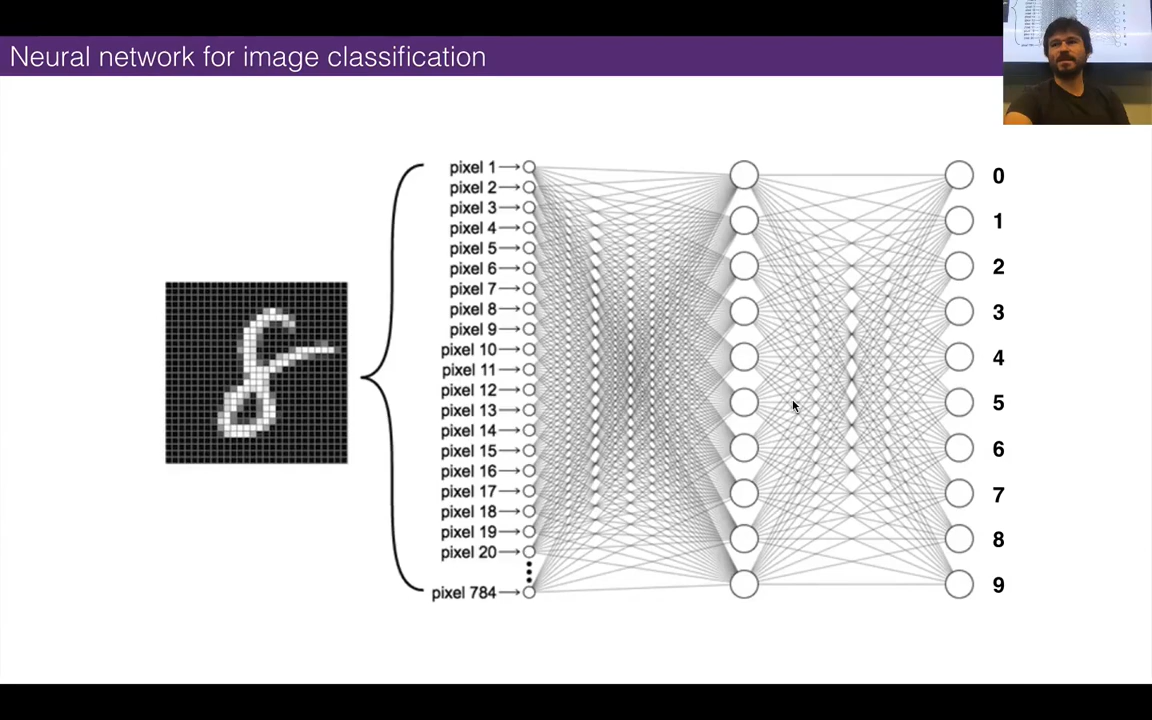 Neural network for image classification
pixel 1
pixel 2
pixel 3
pixel 4
pixel 5
pixel 6
pixel 7
pixel 8
pixel 9
pixel 10
pixel 11
pixel 12
pixel 13
pixel 14
pixel 15
pixel 16
pixel 17
pixel 18
pixel 19
pixel 20
pixel 784
0
1
2
3
4
5
6
7
8
9
8